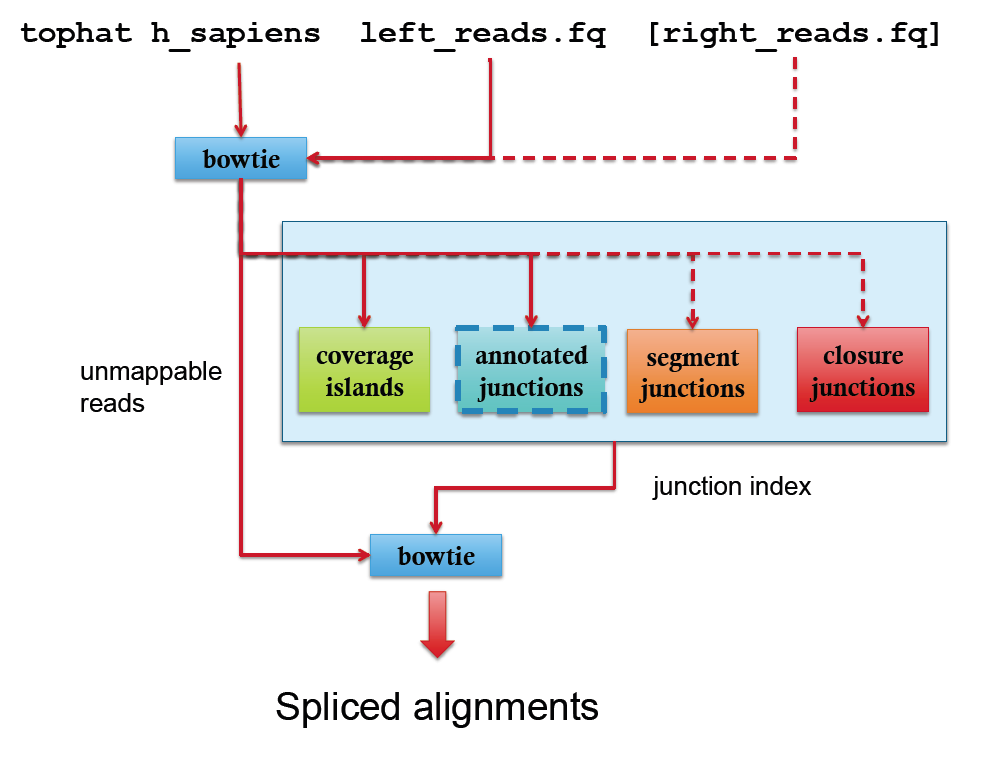 tophat h_sapiens left_reads.fq [right_reads.fq]
bowtie
coverage
islands
annotated
junctions
segment
junctions
closure
junctions
unmappable
reads
junction index
bowtie
Spliced alignments